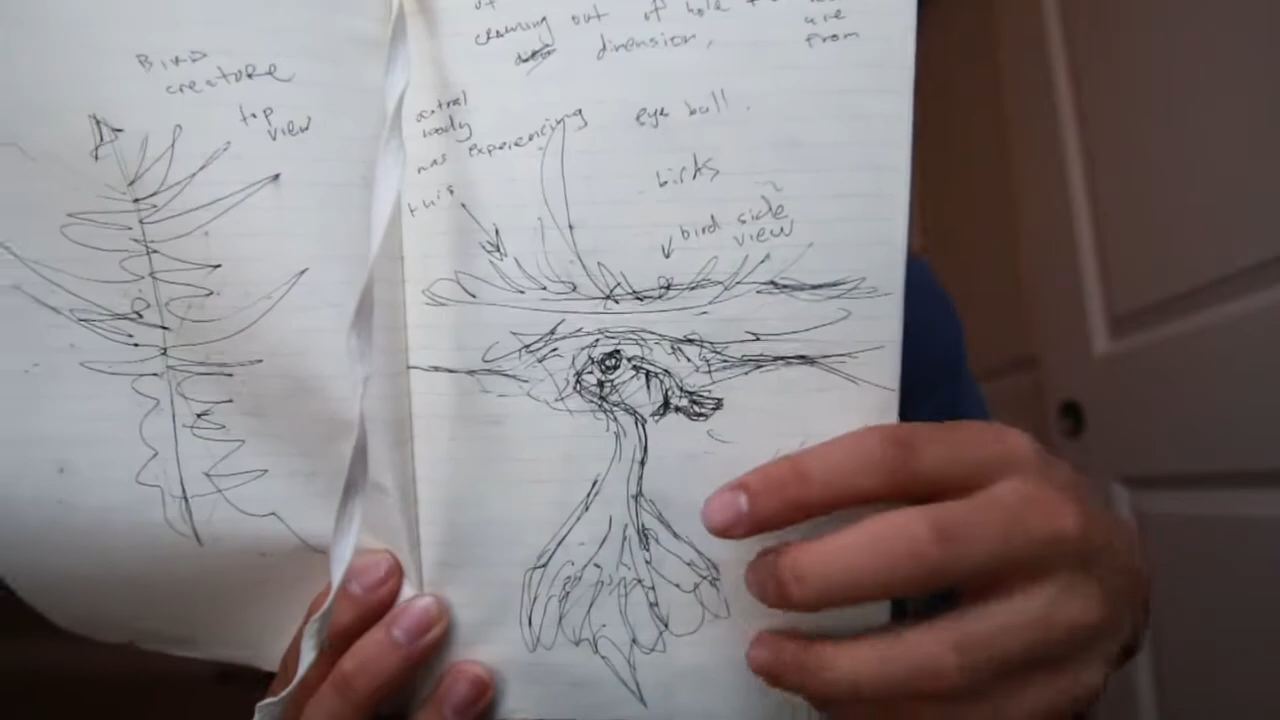 BIRD
creature
top
view
of
crawling out of hole
are
dimension,
from
astral
body
eye ball.
was experiencing
this
birds
bird side
view